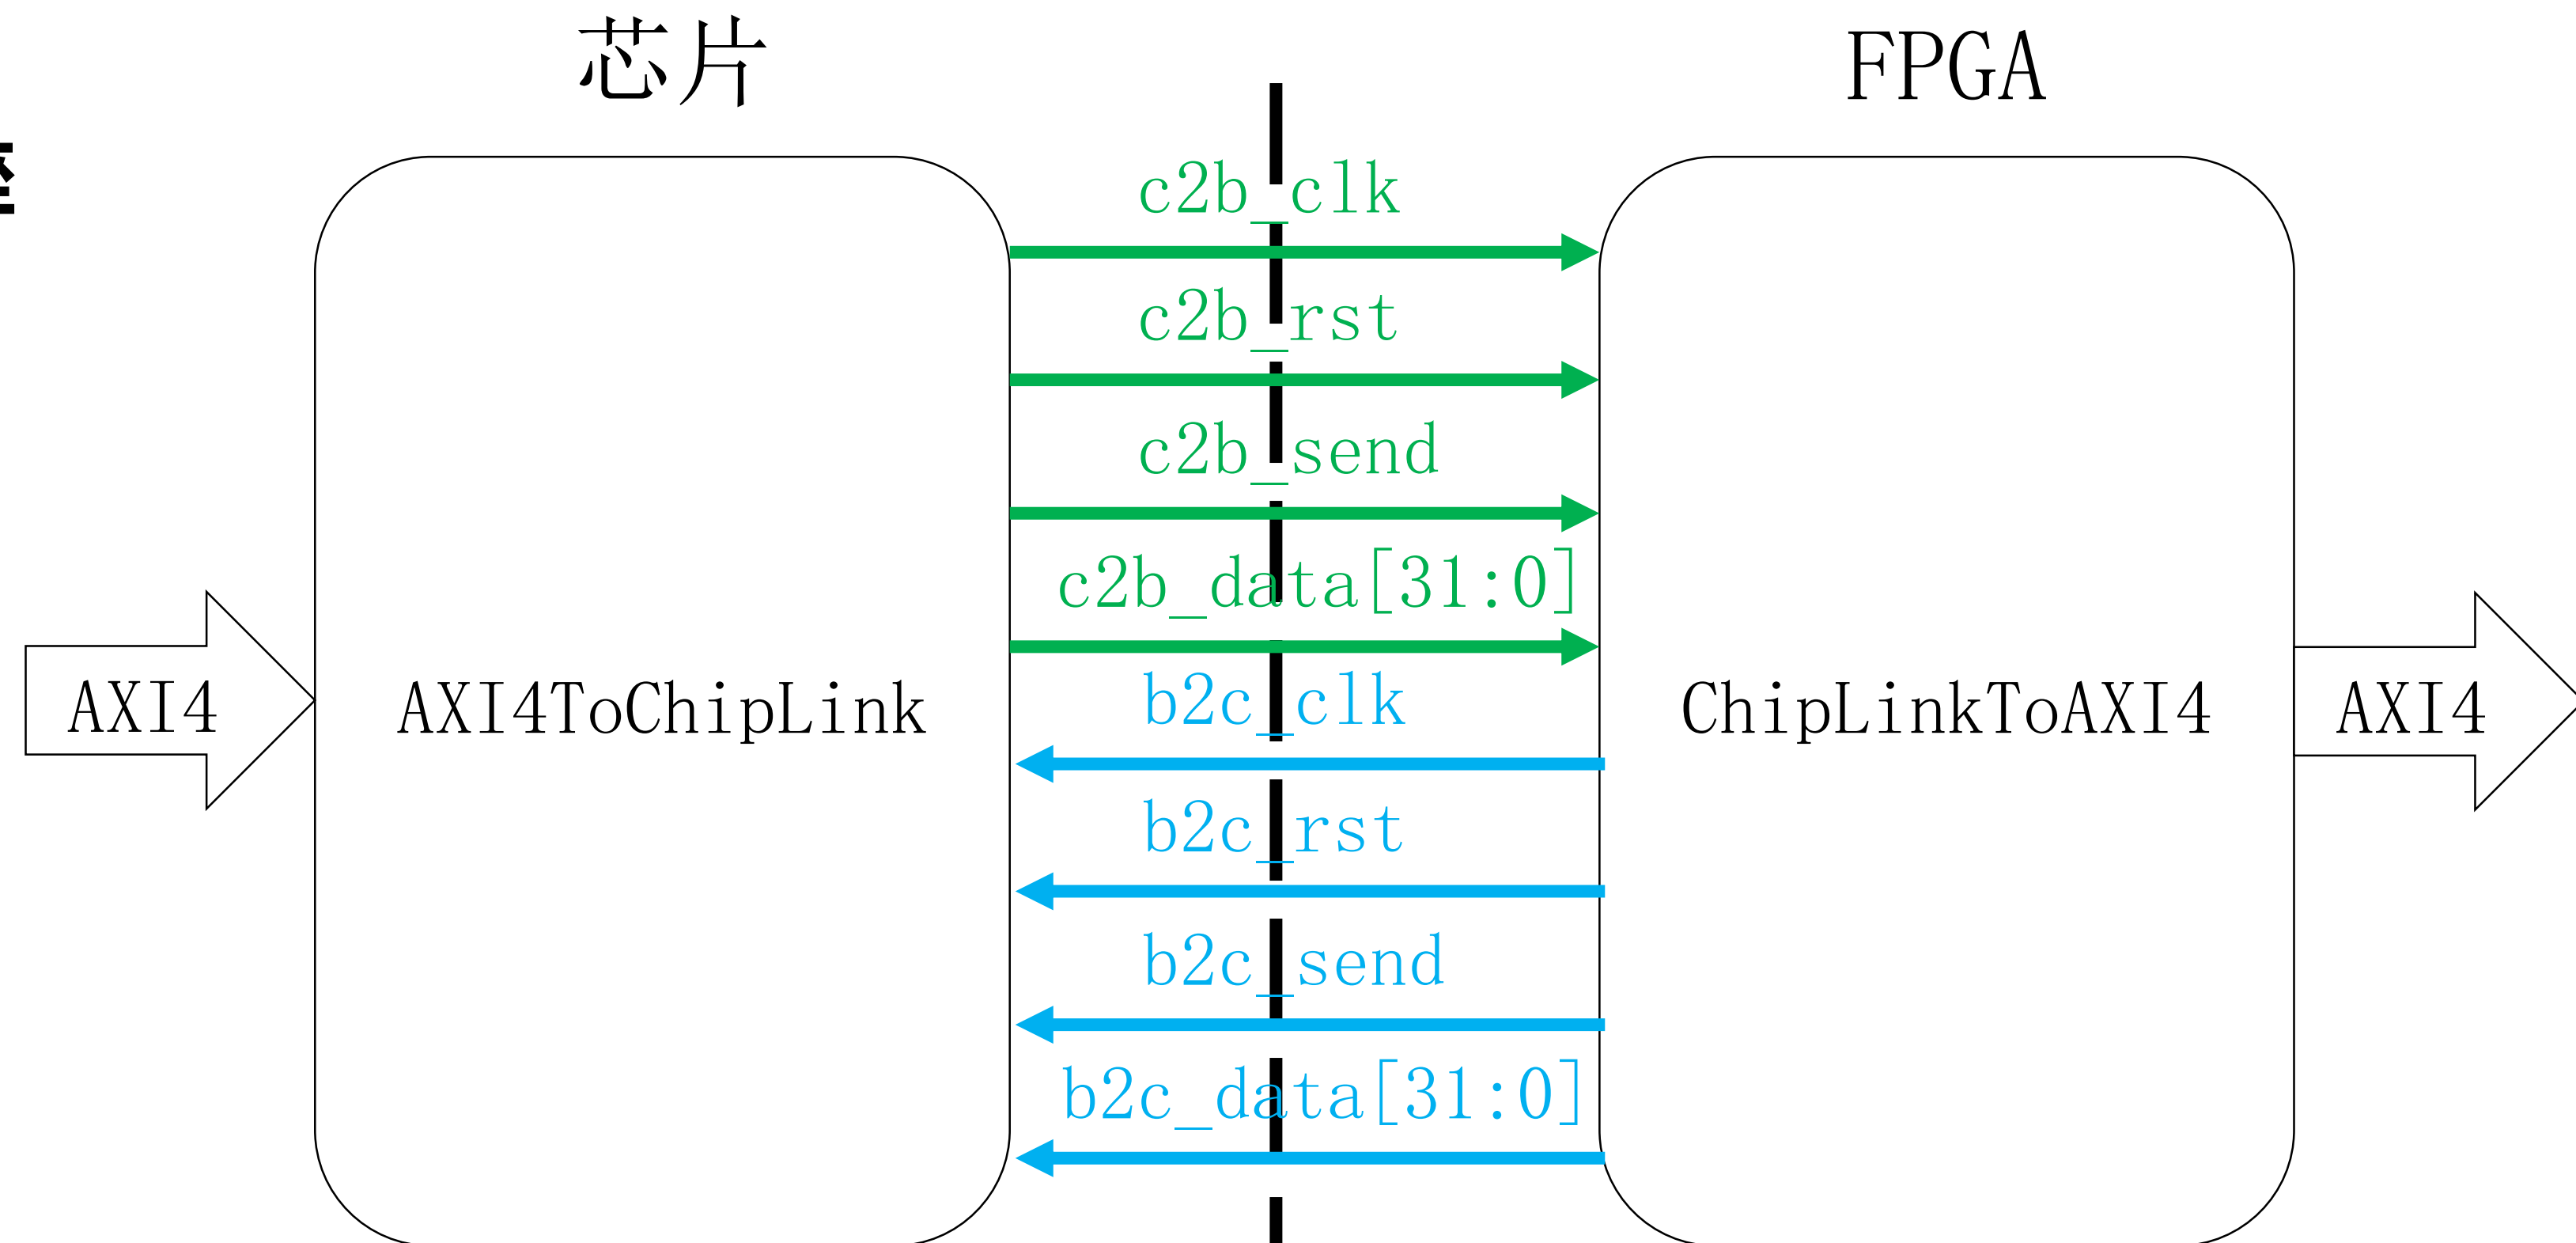 芯片
FPGA
c2b_clk
c2b_rst
c2b_send
c2b_data[31:0]
AXI4
AXI4ToChipLink
b2c_clk
ChipLinkToAXI4
AXI4
b2c_rst
b2c_send
b2c_data[31:0]